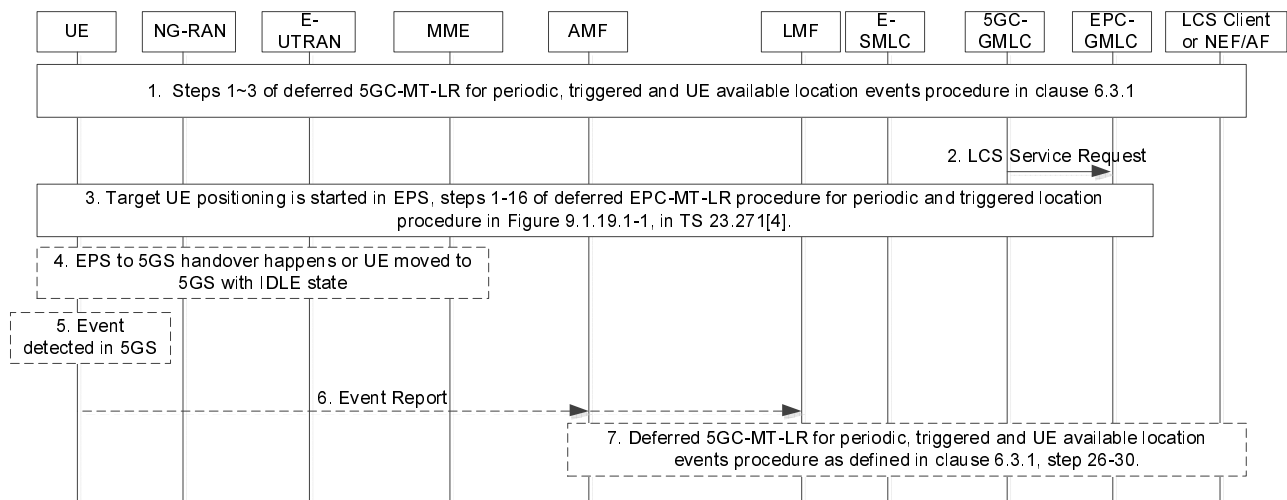 UE
NG-RAN
E-
UTRAN
MME
AMF
LMF
E-
SMLC
5GC-
GMLC
EPC-
GMLC
LCS Client
or NEF/AF
1. Steps 1~3 of deferred 5GC-MT-LR for periodic, triggered and UE available location events procedure in clause 6.3.1
2. LCS Service Request
3. Target UE positioning is started in EPS, steps 1-16 of deferred EPC-MT-LR procedure for periodic and triggered location
procedure in Figure 9.1.19.1-1, in TS 23.271[4].
4. EPS to 5GS handover happens or UE moved to
5GS with IDLE state
5. Event
detected in 5GS
6. Event Report
7. Deferred 5GC-MT-LR for periodic, triggered and UE available location
events procedure as defined in clause 6.3.1, step 26-30.